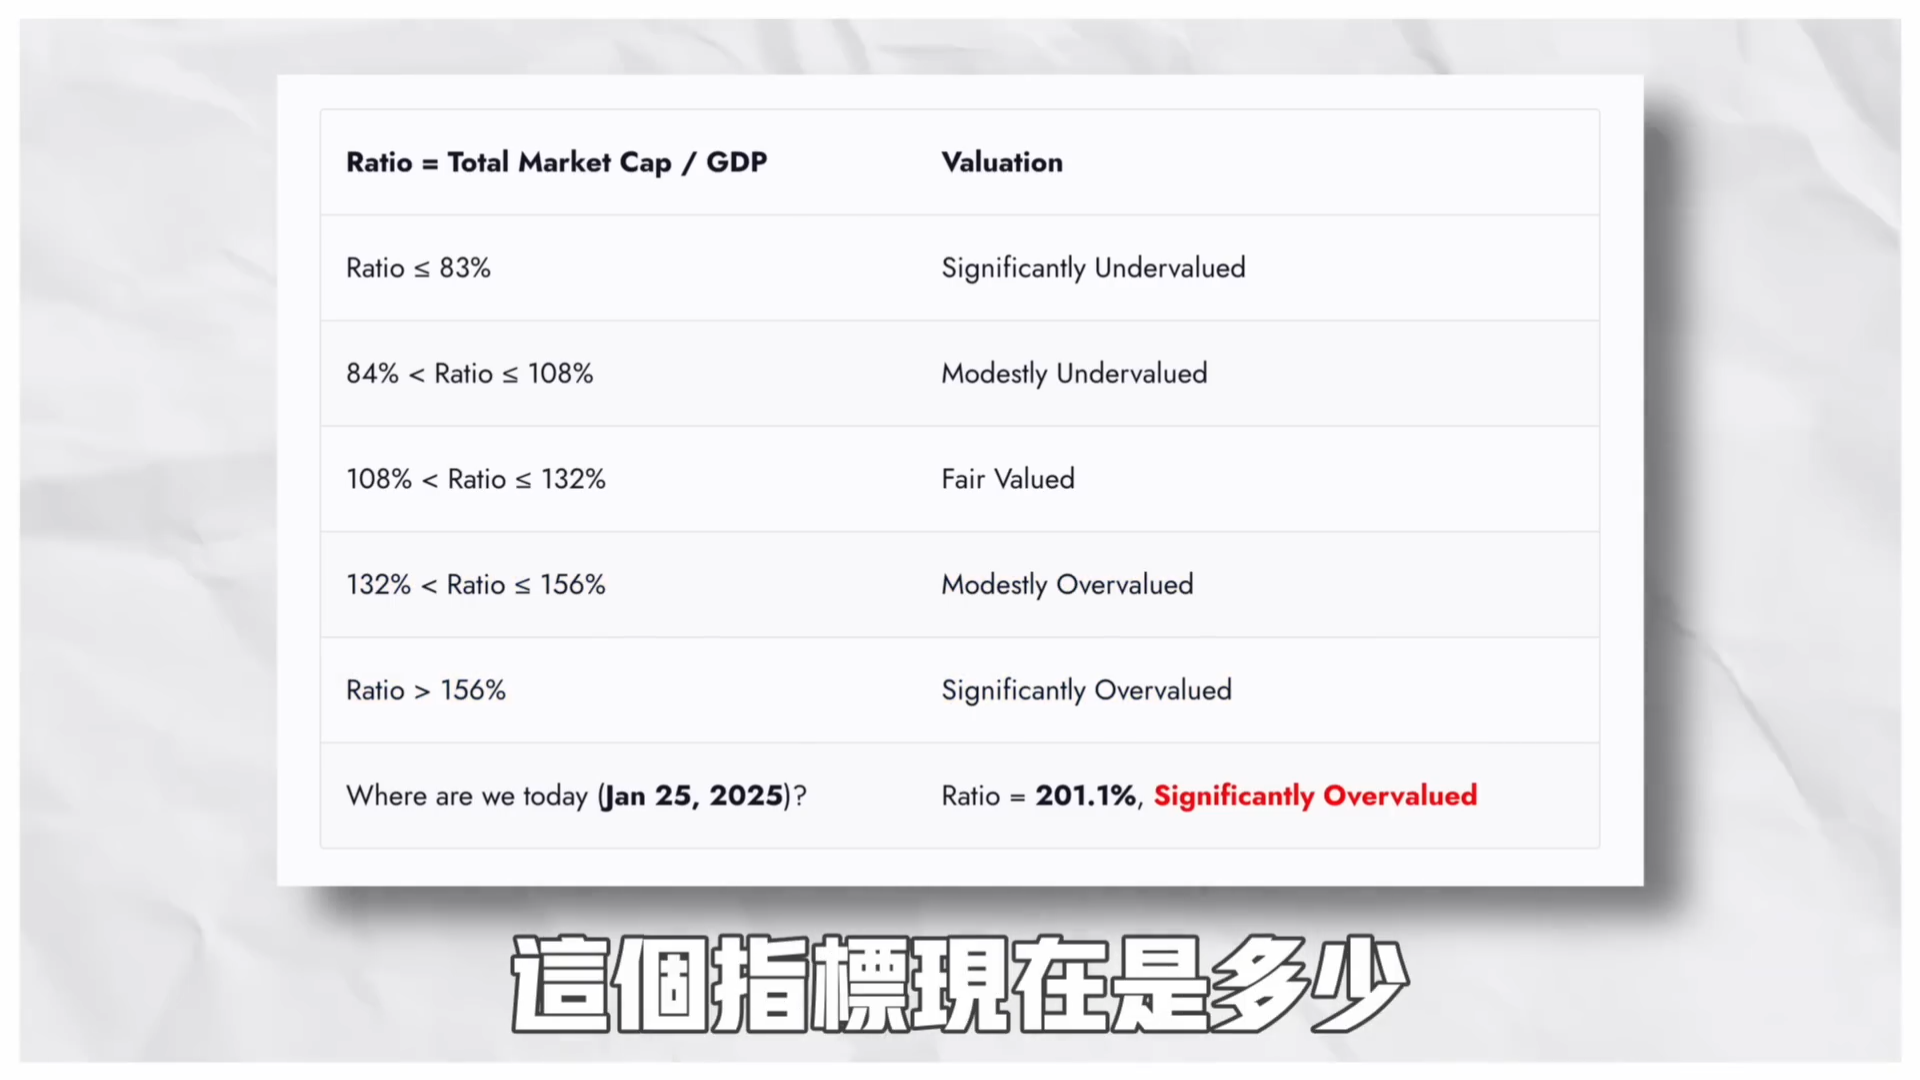 Ratio = Total Market Cap / GDP Valuation
Ratio ≤ 83% Significantly Undervalued
84% < Ratio ≤ 108% Modestly Undervalued
108% < Ratio ≤ 132% Fair Valued
132% < Ratio ≤ 156% Modestly Overvalued
Ratio > 156% Significantly Overvalued
Where are we today (Jan 25, 2025)? Ratio = 201.1%, Significantly Overvalued
這個指標現在是多少